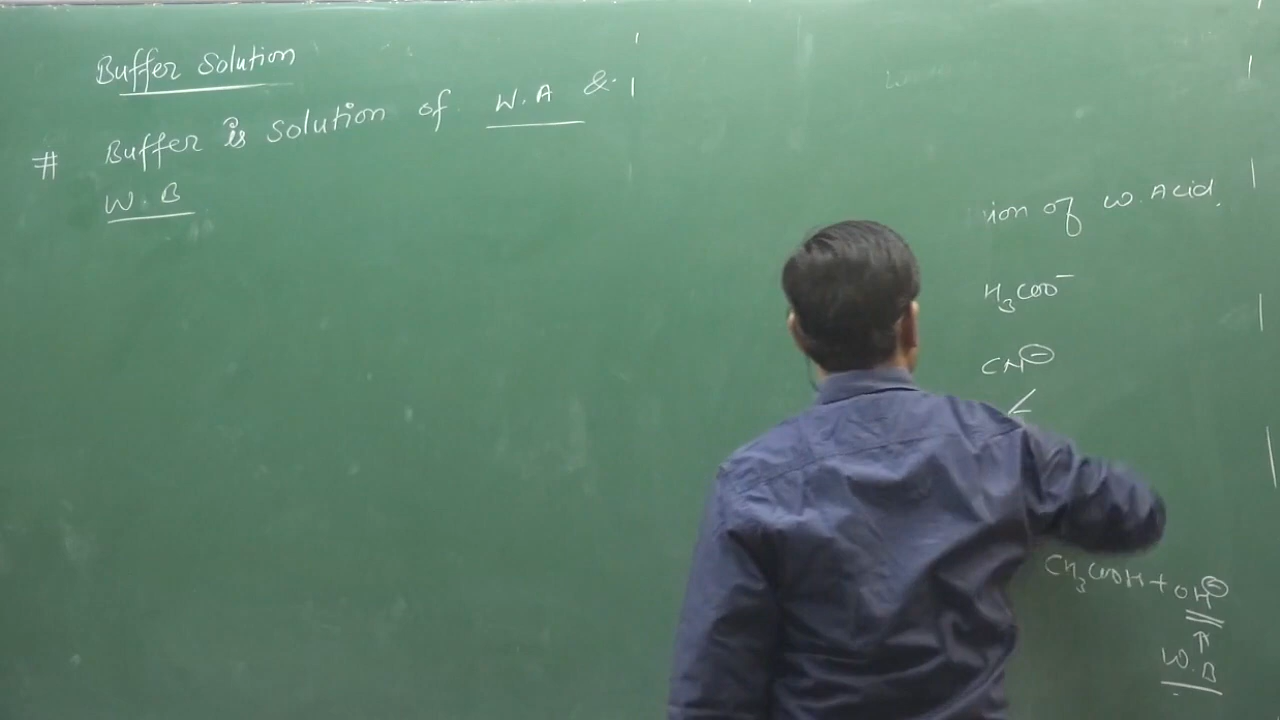 Buffer Solution
# Buffer is solution of W.A &
W.B
ion of W. Acid.
H₃COO⁻
CN⊖
CH₃COOH + OH⊖
W.B